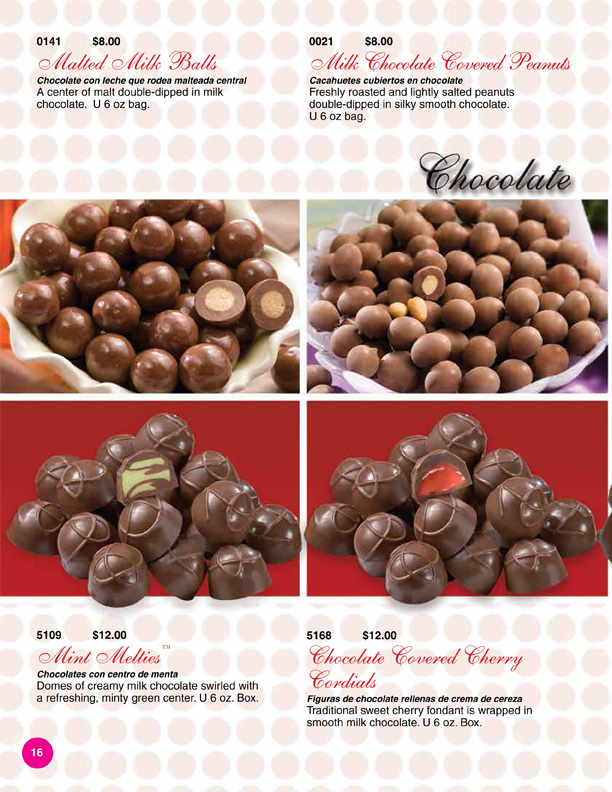 0141 $8.00
Malted Milk Balls
Chocolate con leche que rodea malteada central
A center of malt double-dipped in milk
chocolate. U 6 oz bag.
0021 $8.00
Milk Chocolate Covered Peanuts
Cacahuetes cubiertos en chocolate
Freshly roasted and lightly salted peanuts
double-dipped in silky smooth chocolate.
U 6 oz bag.
Chocolate
5109 $12.00
Mint Melties™
Chocolates con centro de menta
Domes of creamy milk chocolate swirled with
a refreshing, minty green center. U 6 oz. Box.
5168 $12.00
Chocolate Covered Cherry
Cordials
Figuras de chocolate rellenas de crema de cereza
Traditional sweet cherry fondant is wrapped in
smooth milk chocolate. U 6 oz. Box.
16